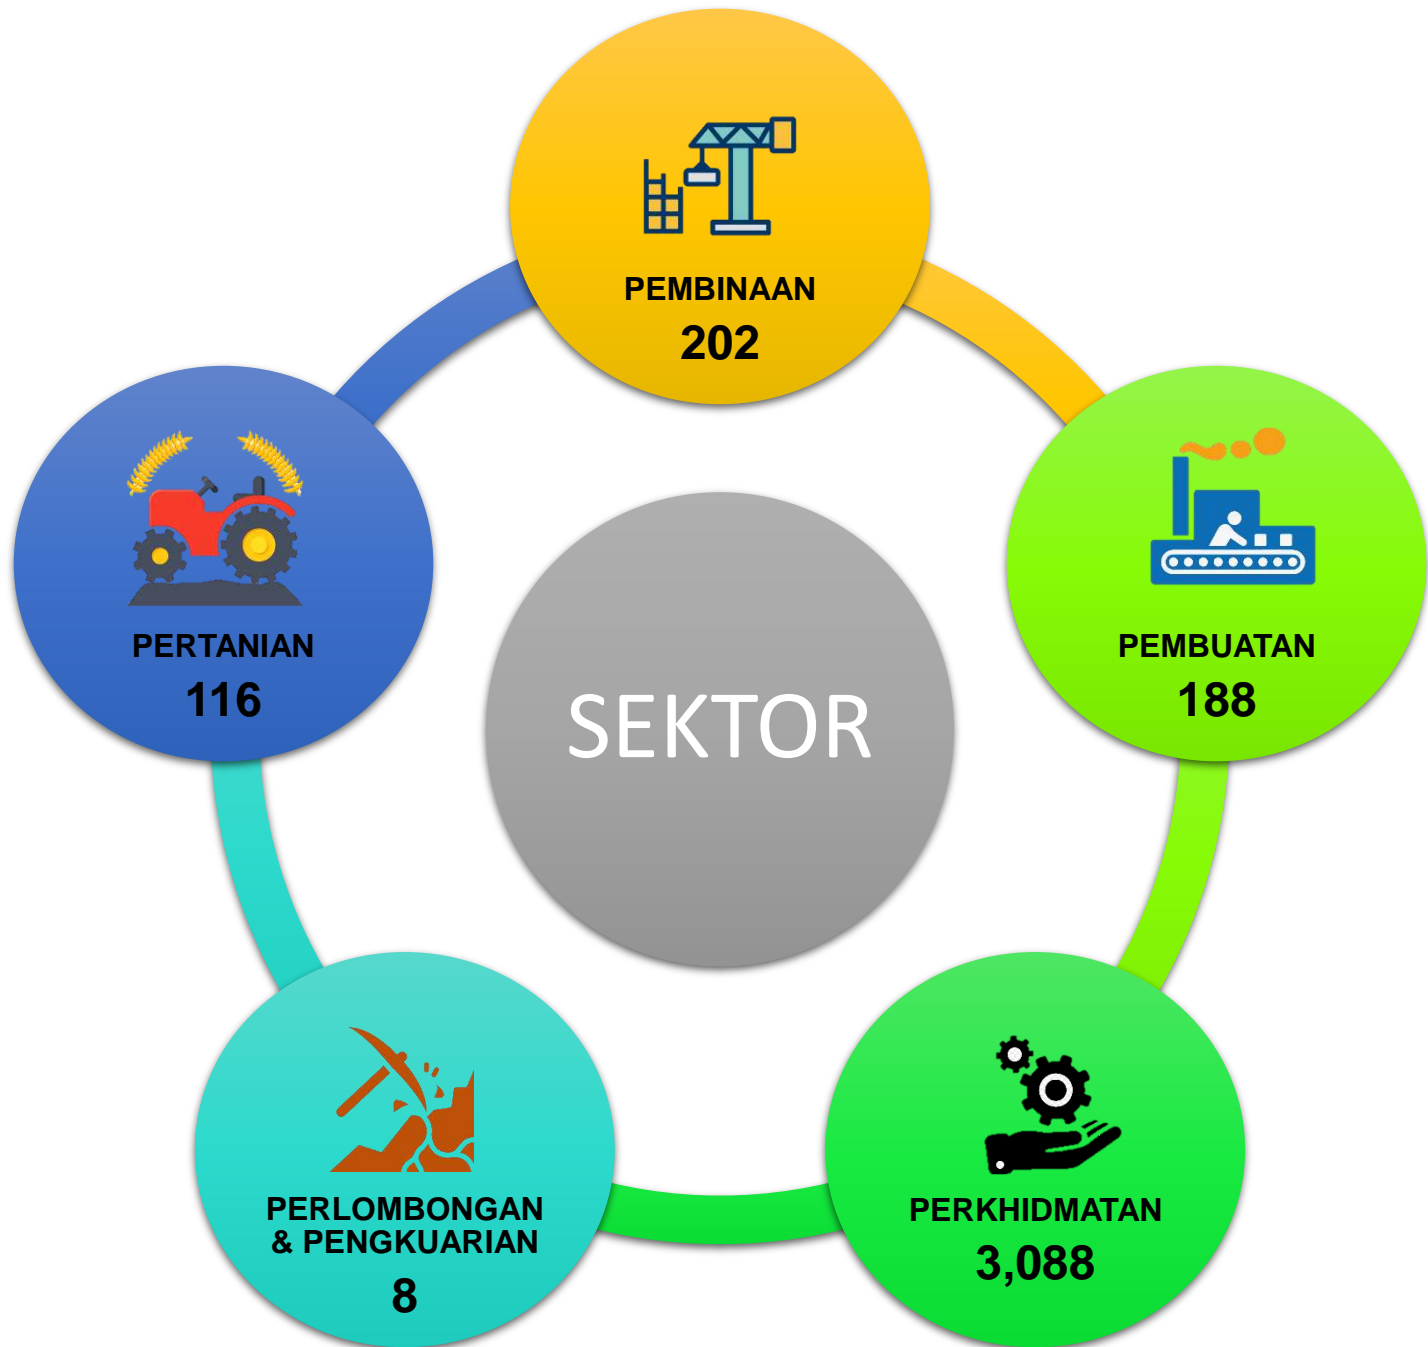 PEMBINAAN
202
PERTANIAN
116
PEMBUATAN
188
SEKTOR
PERLOMBONGAN
& PENGKUARIAN
8
PERKHIDMATAN
3,088